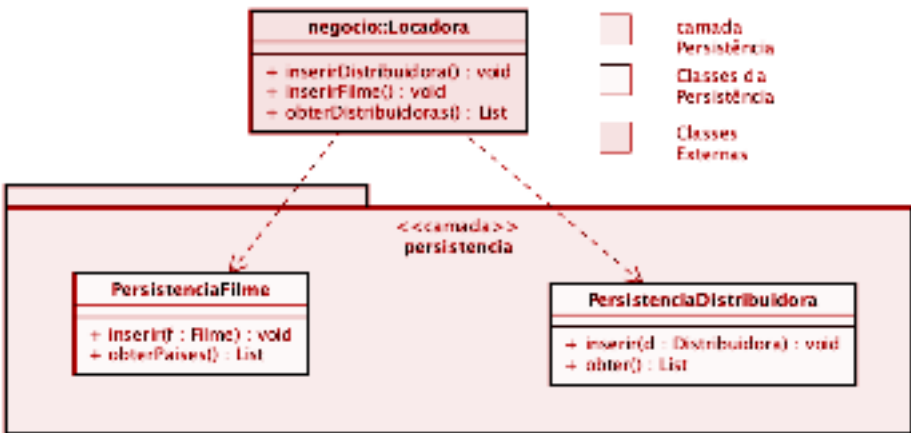 negocio::Locadora
+ inserirDistribuidora() : void
+ inserirFilme() : void
+ obterDistribuidoras() : List
camada
Persistência
Classes da
Persistência
Classes
Externas
<<camada>>
persistencia
PersistenciaFilme
+ inserir(f : Filme) : void
+ obterPaises() : List
PersistenciaDistribuidora
+ inserir(d : Distribuidora) : void
+ obter() : List